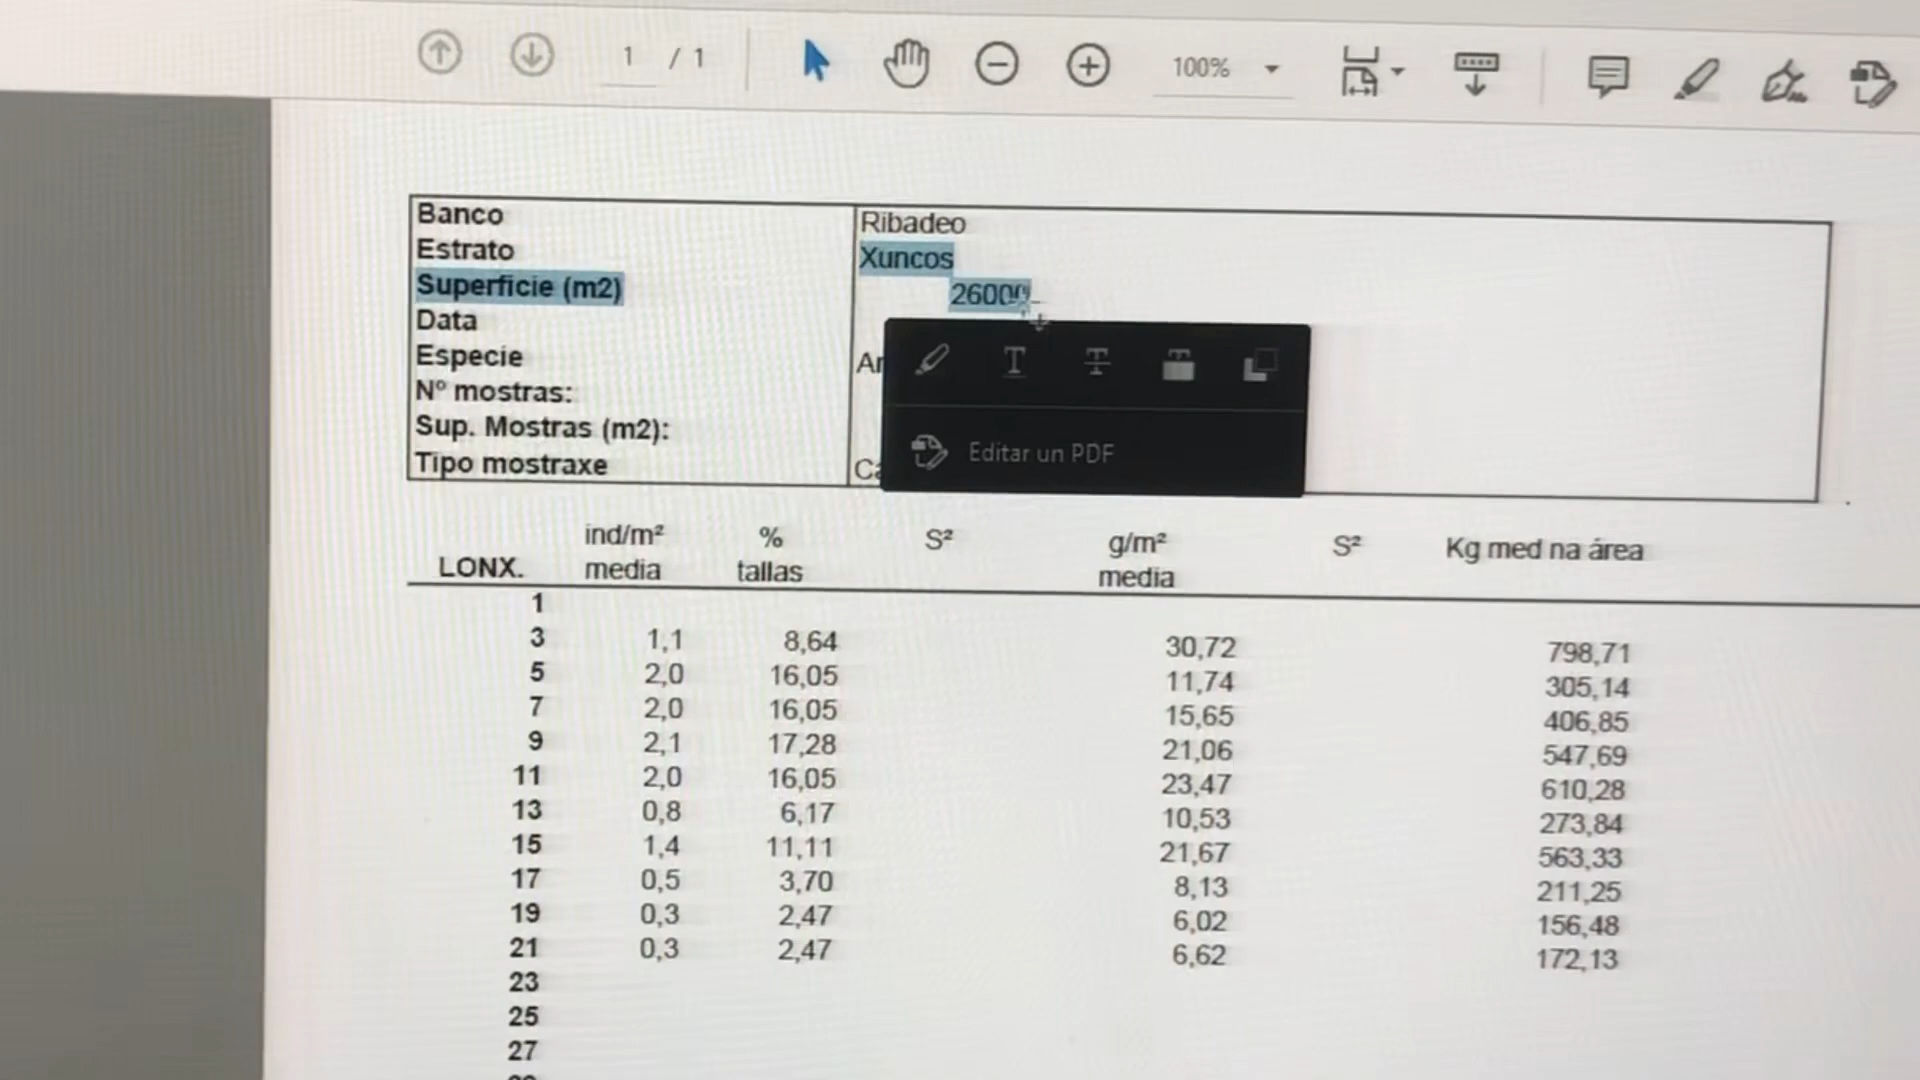 1 / 1 100%
Banco Ribadeo
Estrato Xuncos
Superficie (m2) 26000
Data
Especie
Nº mostras:
Sup. Mostras (m2):
Tipo mostraxe
Editar un PDF
ind/m² % S² g/m² S² Kg med na área
LONX. media tallas media
1
3 1,1 8,64 30,72 798,71
5 2,0 16,05 11,74 305,14
7 2,0 16,05 15,65 406,85
9 2,1 17,28 21,06 547,69
11 2,0 16,05 23,47 610,28
13 0,8 6,17 10,53 273,84
15 1,4 11,11 21,67 563,33
17 0,5 3,70 8,13 211,25
19 0,3 2,47 6,02 156,48
21 0,3 2,47 6,62 172,13
23
25
27